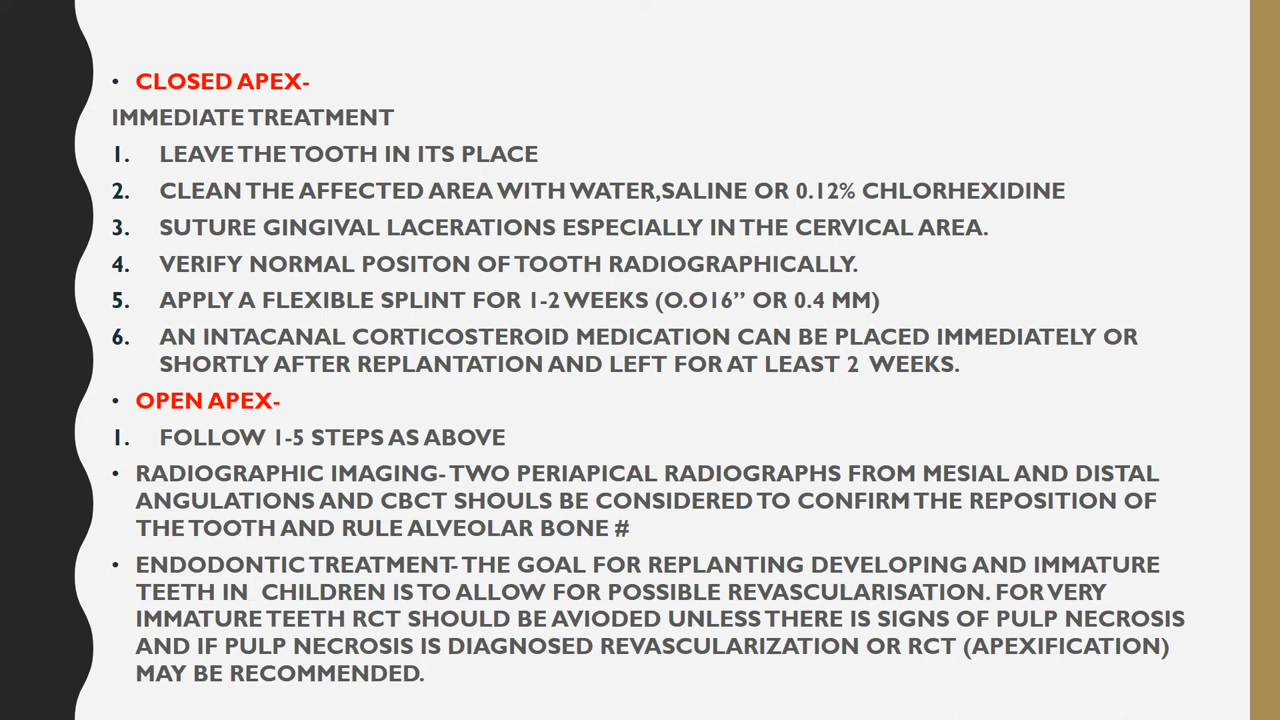 • CLOSED APEX-
IMMEDIATE TREATMENT
1. LEAVE THE TOOTH IN ITS PLACE
2. CLEAN THE AFFECTED AREA WITH WATER,SALINE OR 0.12% CHLORHEXIDINE
3. SUTURE GINGIVAL LACERATIONS ESPECIALLY IN THE CERVICAL AREA.
4. VERIFY NORMAL POSITON OF TOOTH RADIOGRAPHICALLY.
5. APPLY A FLEXIBLE SPLINT FOR 1-2 WEEKS (O.O16” OR 0.4 MM)
6. AN INTACANAL CORTICOSTEROID MEDICATION CAN BE PLACED IMMEDIATELY OR
SHORTLY AFTER REPLANTATION AND LEFT FOR AT LEAST 2 WEEKS.
• OPEN APEX-
1. FOLLOW 1-5 STEPS AS ABOVE
• RADIOGRAPHIC IMAGING- TWO PERIAPICAL RADIOGRAPHS FROM MESIAL AND DISTAL
ANGULATIONS AND CBCT SHOULS BE CONSIDERED TO CONFIRM THE REPOSITION OF
THE TOOTH AND RULE ALVEOLAR BONE #
• ENDODONTIC TREATMENT- THE GOAL FOR REPLANTING DEVELOPING AND IMMATURE
TEETH IN CHILDREN IS TO ALLOW FOR POSSIBLE REVASCULARISATION. FOR VERY
IMMATURE TEETH RCT SHOULD BE AVIODED UNLESS THERE IS SIGNS OF PULP NECROSIS
AND IF PULP NECROSIS IS DIAGNOSED REVASCULARIZATION OR RCT (APEXIFICATION)
MAY BE RECOMMENDED.